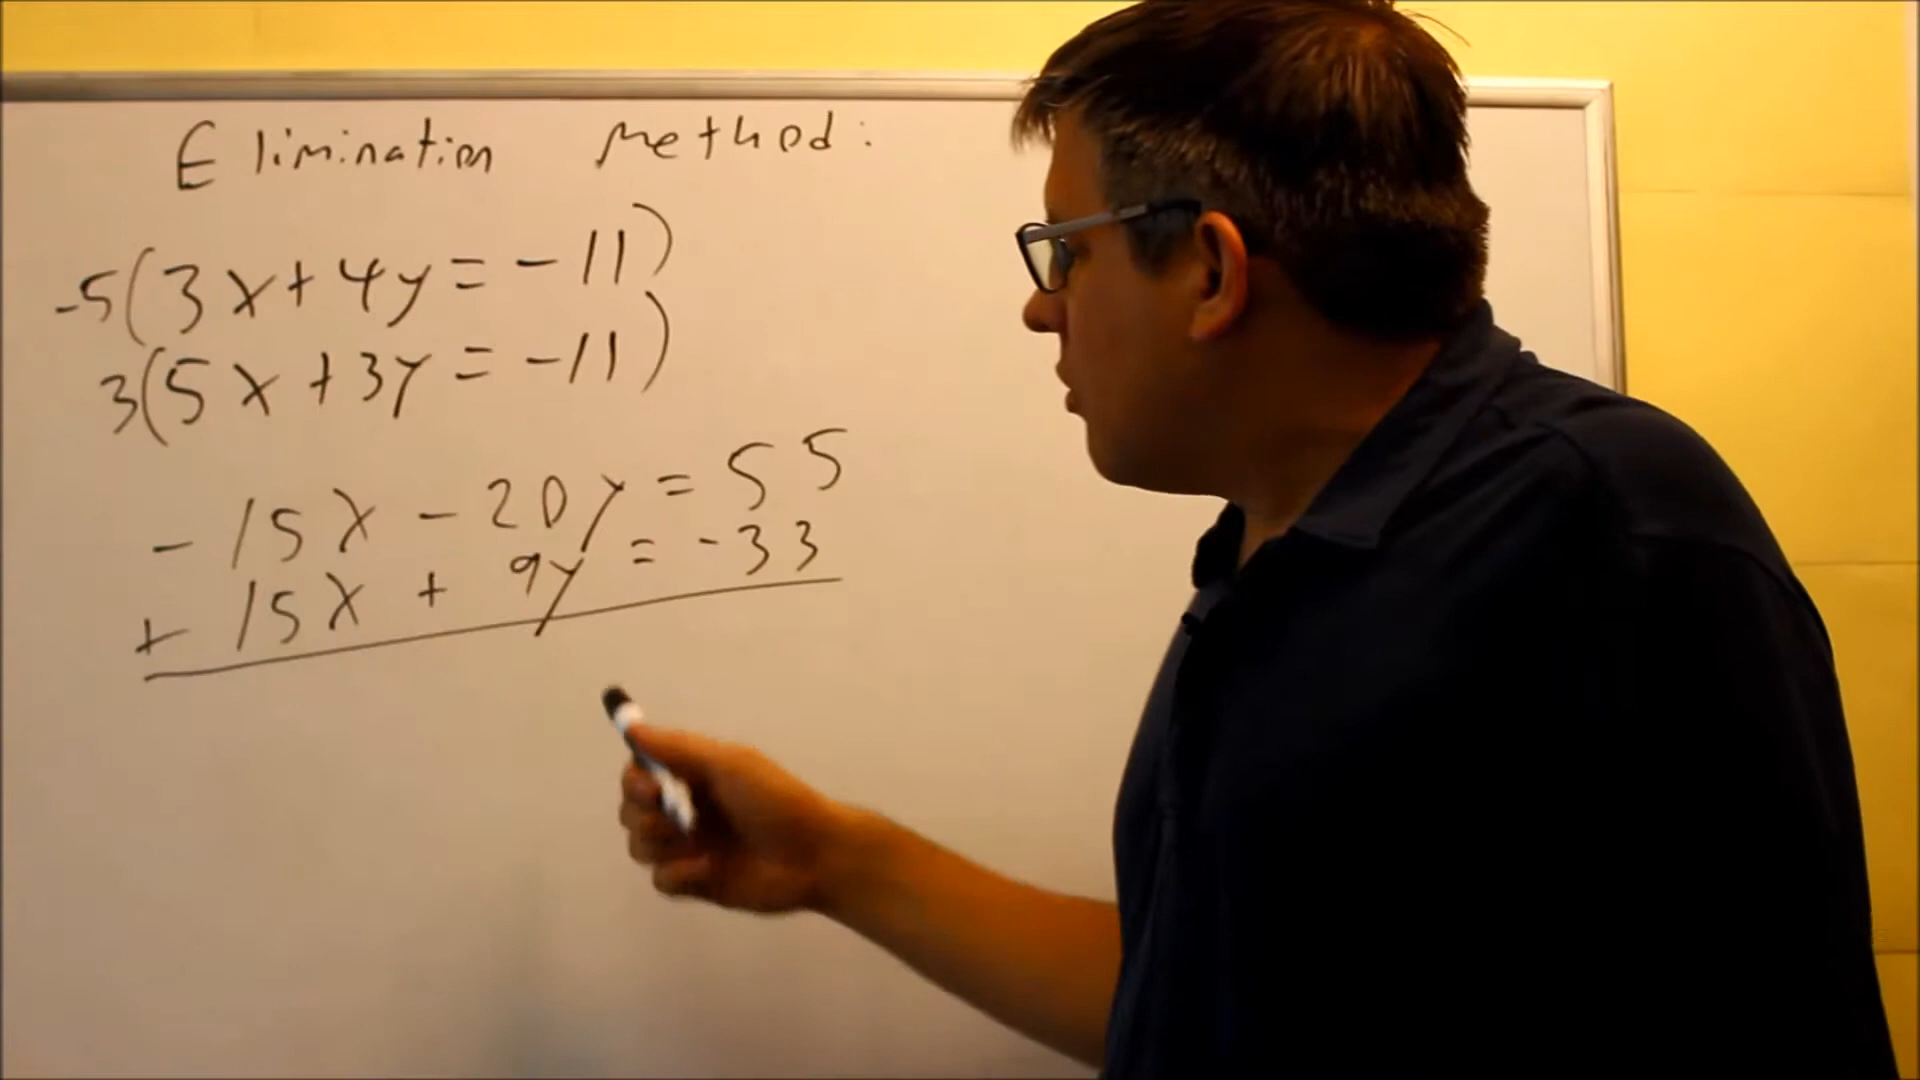 Elimination Method:
-5(3x+4y=-11)
3(5x+3y=-11)
-15x-20y=55
+15x+9y=-33